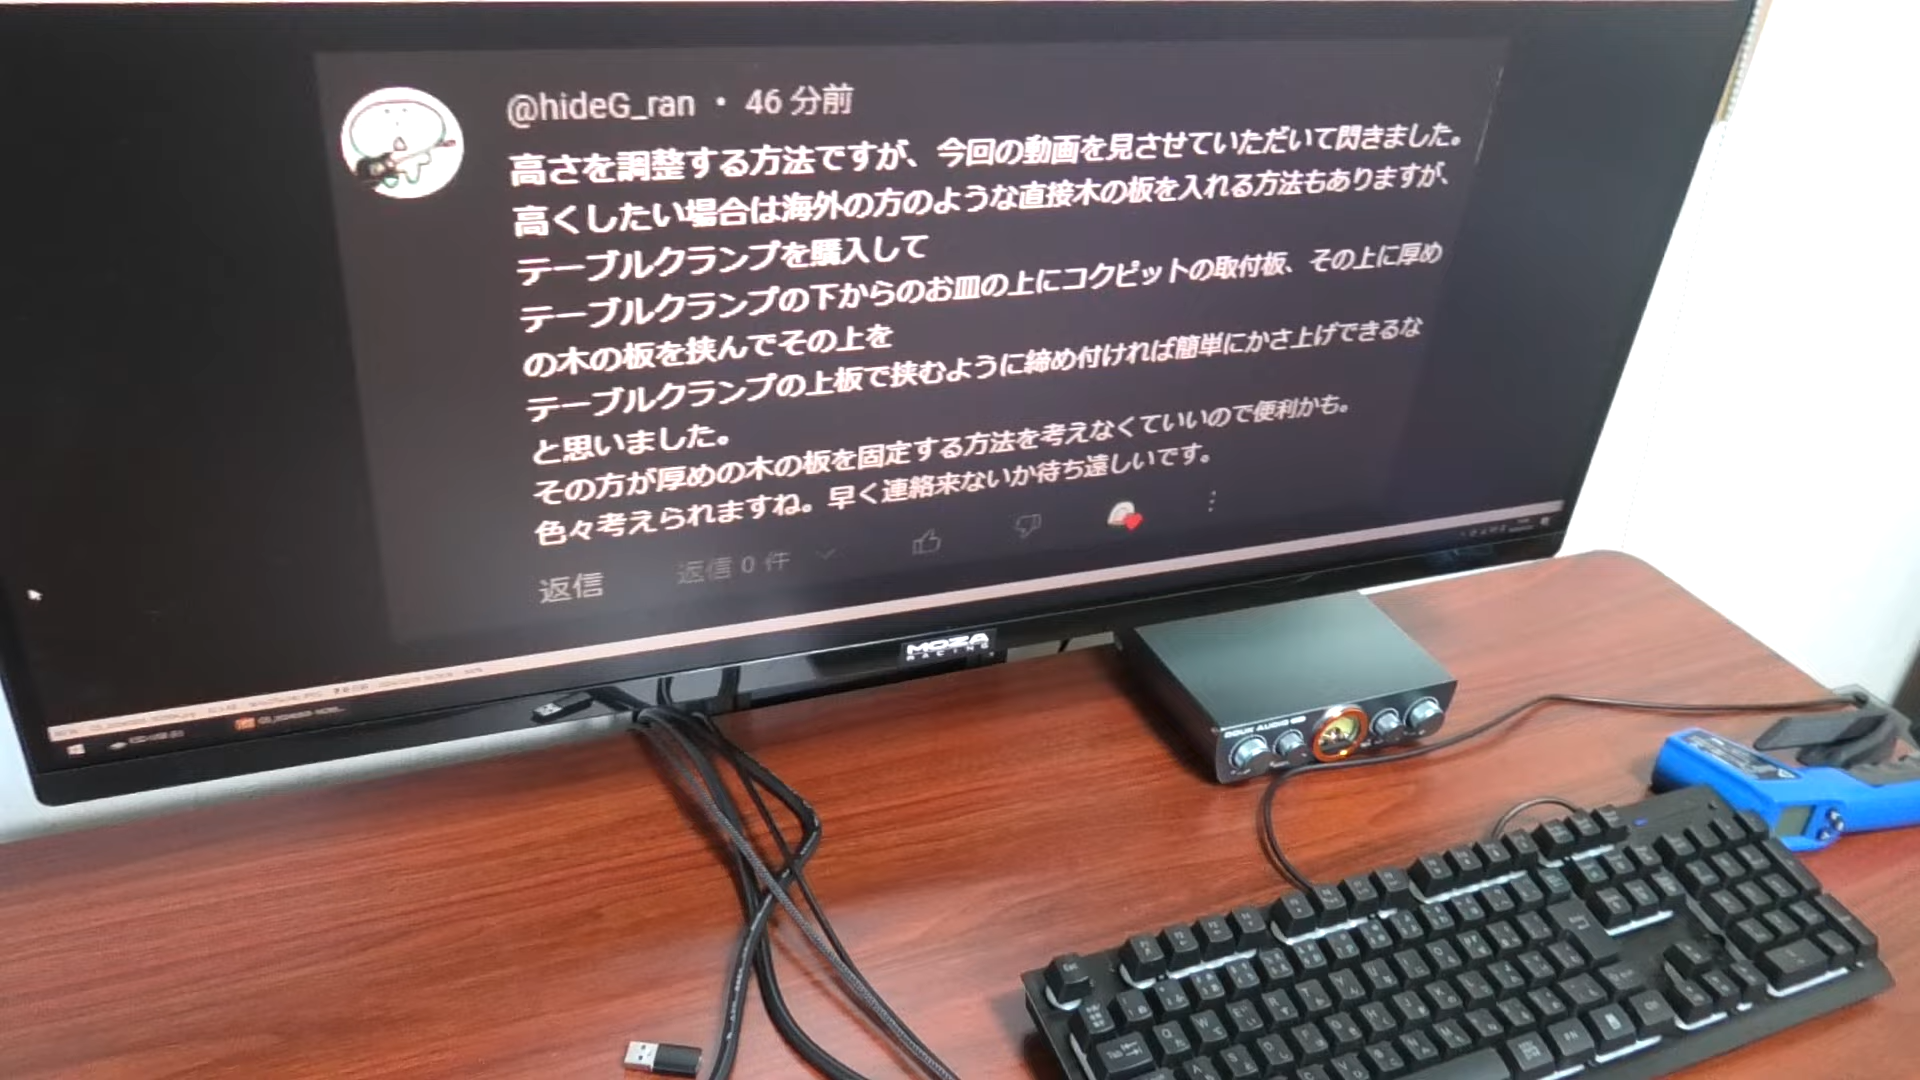 @hideG_ran ・ 46 分前
高さを調整する方法ですが、今回の動画を見させていただいて閃きました。
高くしたい場合は海外の方のような直接木の板を入れる方法もありますが、
テーブルクランプを購入して
テーブルクランプの下からのお皿の上にコクピットの取付板、その上に厚め
の木の板を挟んでその上を
テーブルクランプの上板で挟むように締め付ければ簡単にかさ上げできるな
と思いました。
その方が厚めの木の板を固定する方法を考えなくていいので便利かも。
色々考えられますね。早く連絡来ないか待ち遠しいです。
返信
返信 0 件
MOZA
RACING
DOUK AUDIO
Esc
Tab